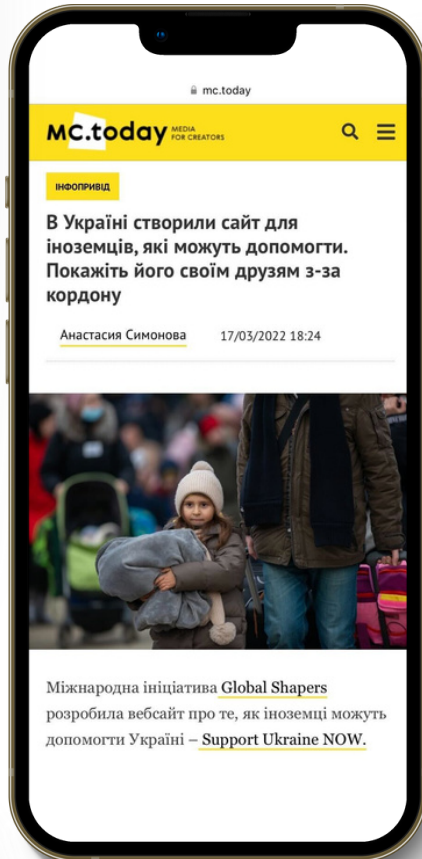 mc.today
MC.today MEDIA
FOR CREATORS
ІНФОПРИВІД
В Україні створили сайт для
іноземців, які можуть допомогти.
Покажіть його своїм друзям з-за
кордону
Анастасия Симонова 17/03/2022 18:24
Міжнародна ініціатива Global Shapers
розробила вебсайт про те, як іноземці можуть
допомогти Україні – Support Ukraine NOW.